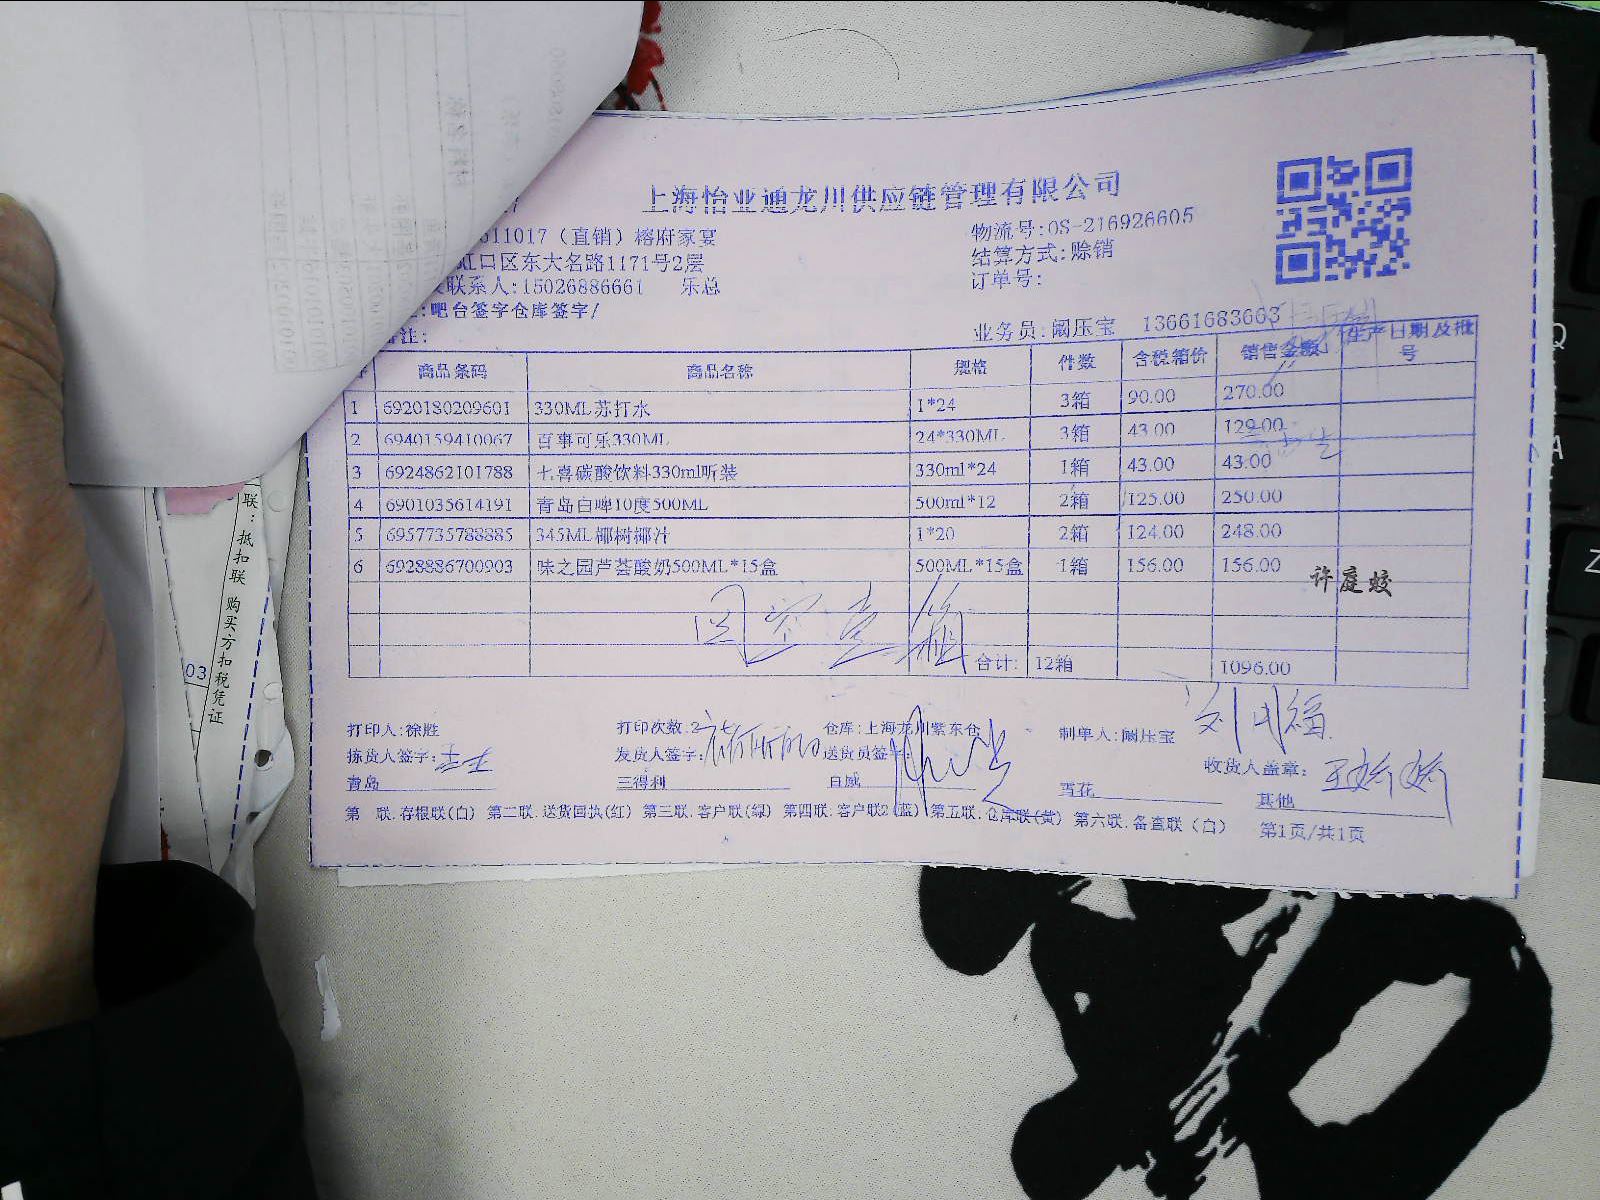 上海怡业通龙川供应链管理有限公司
611017（直销）榕府家宴
物流号:OS-216926605
虹口区东大名路1171号2层
结算方式:赊销
联系人:15026886661 乐总
订单号:
:吧台签字仓库签字/
注:
业务员:阚压宝 13661683663
商品条码 商品名称 规格 件数 含税箱价 销售金额 生产日期及批号
1 6920180209601 330ML苏打水 1*24 3箱 90.00 270.00
2 6940159410067 百事可乐330ML 24*330ML 3箱 43.00 129.00
3 6924862101788 七喜碳酸饮料330ml听装 330ml*24 1箱 43.00 43.00
4 6901035614191 青岛白啤10度500ML 500ml*12 2箱 125.00 250.00
5 6957735788885 345ML椰树椰汁 1*20 2箱 124.00 248.00
6 6928886700903 味之园芦荟酸奶500ML*15盒 500ML*15盒 1箱 156.00 156.00
许庭蛟
合计: 12箱 1096.00
打印人:徐胜 打印次数:2 仓库:上海龙川紫东仓 制单人:阚压宝
拣货人签字: 发货人签字: 送货员签字: 收货人盖章:
青岛 三得利 百威 雪花 其他
第 联.存根联(白) 第二联.送货回执(红) 第三联.客户联(绿) 第四联.客户联2(蓝) 第五联.仓库联(黄) 第六联.备查联（白） 第1页/共1页
联：抵扣联 购买方扣税凭证
03